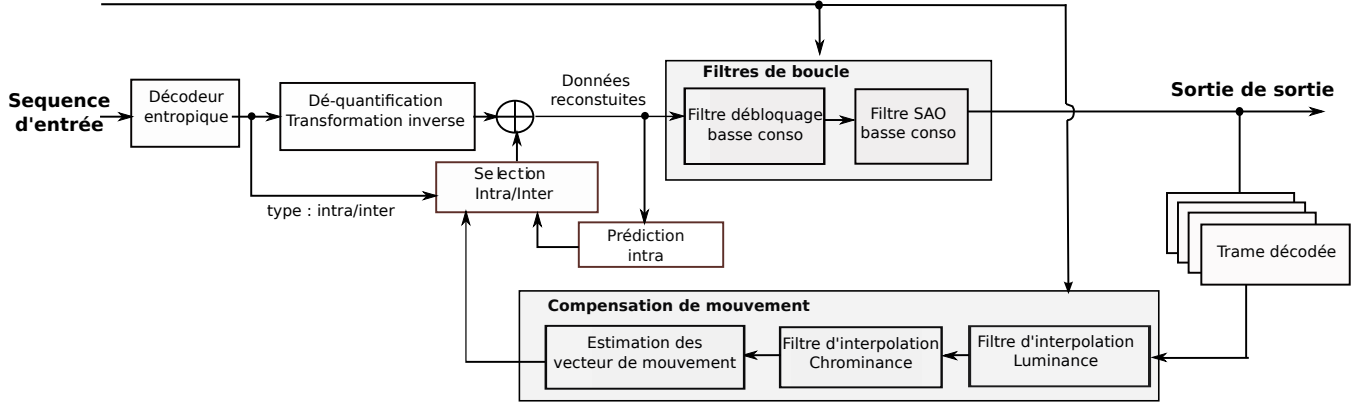 Sequence
d'entrée
Décodeur
entropique
Dé-quantification
Transformation inverse
Données
reconstuites
Filtres de boucle
Filtre débloquage
basse conso
Filtre SAO
basse conso
Sortie de sortie
Selection
Intra/Inter
type : intra/inter
Prédiction
intra
Trame décodée
Compensation de mouvement
Estimation des
vecteur de mouvement
Filtre d'interpolation
Chrominance
Filtre d'interpolation
Luminance